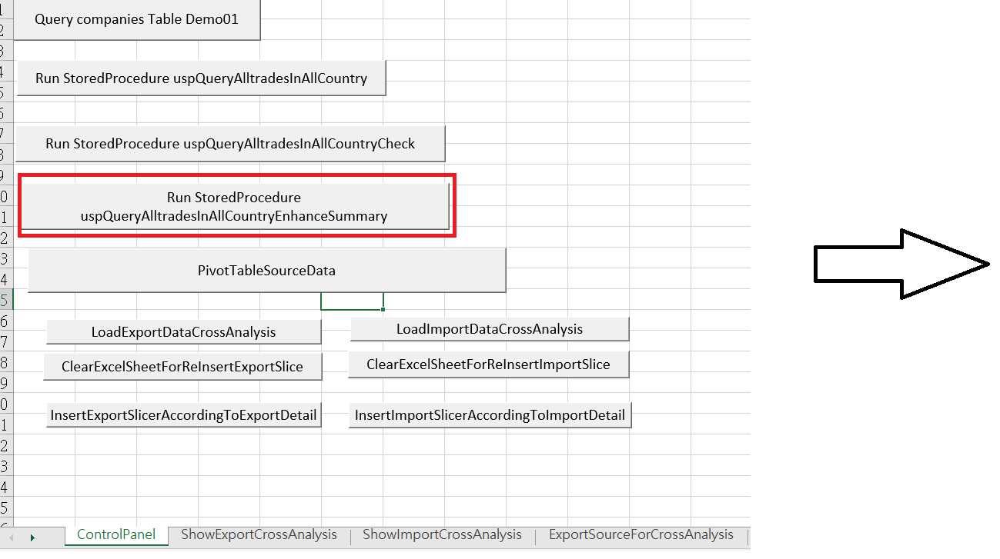 Query companies Table Demo01
Run StoredProcedure uspQueryAlltradesInAllCountry
Run StoredProcedure uspQueryAlltradesInAllCountryCheck
Run StoredProcedure
uspQueryAlltradesInAllCountryEnhanceSummary
PivotTableSourceData
LoadExportDataCrossAnalysis
LoadImportDataCrossAnalysis
ClearExcelSheetForReInsertExportSlice
ClearExcelSheetForReInsertImportSlice
InsertExportSlicerAccordingToExportDetail
InsertImportSlicerAccordingToImportDetail
ControlPanel
ShowExportCrossAnalysis
ShowImportCrossAnalysis
ExportSourceForCrossAnalysis